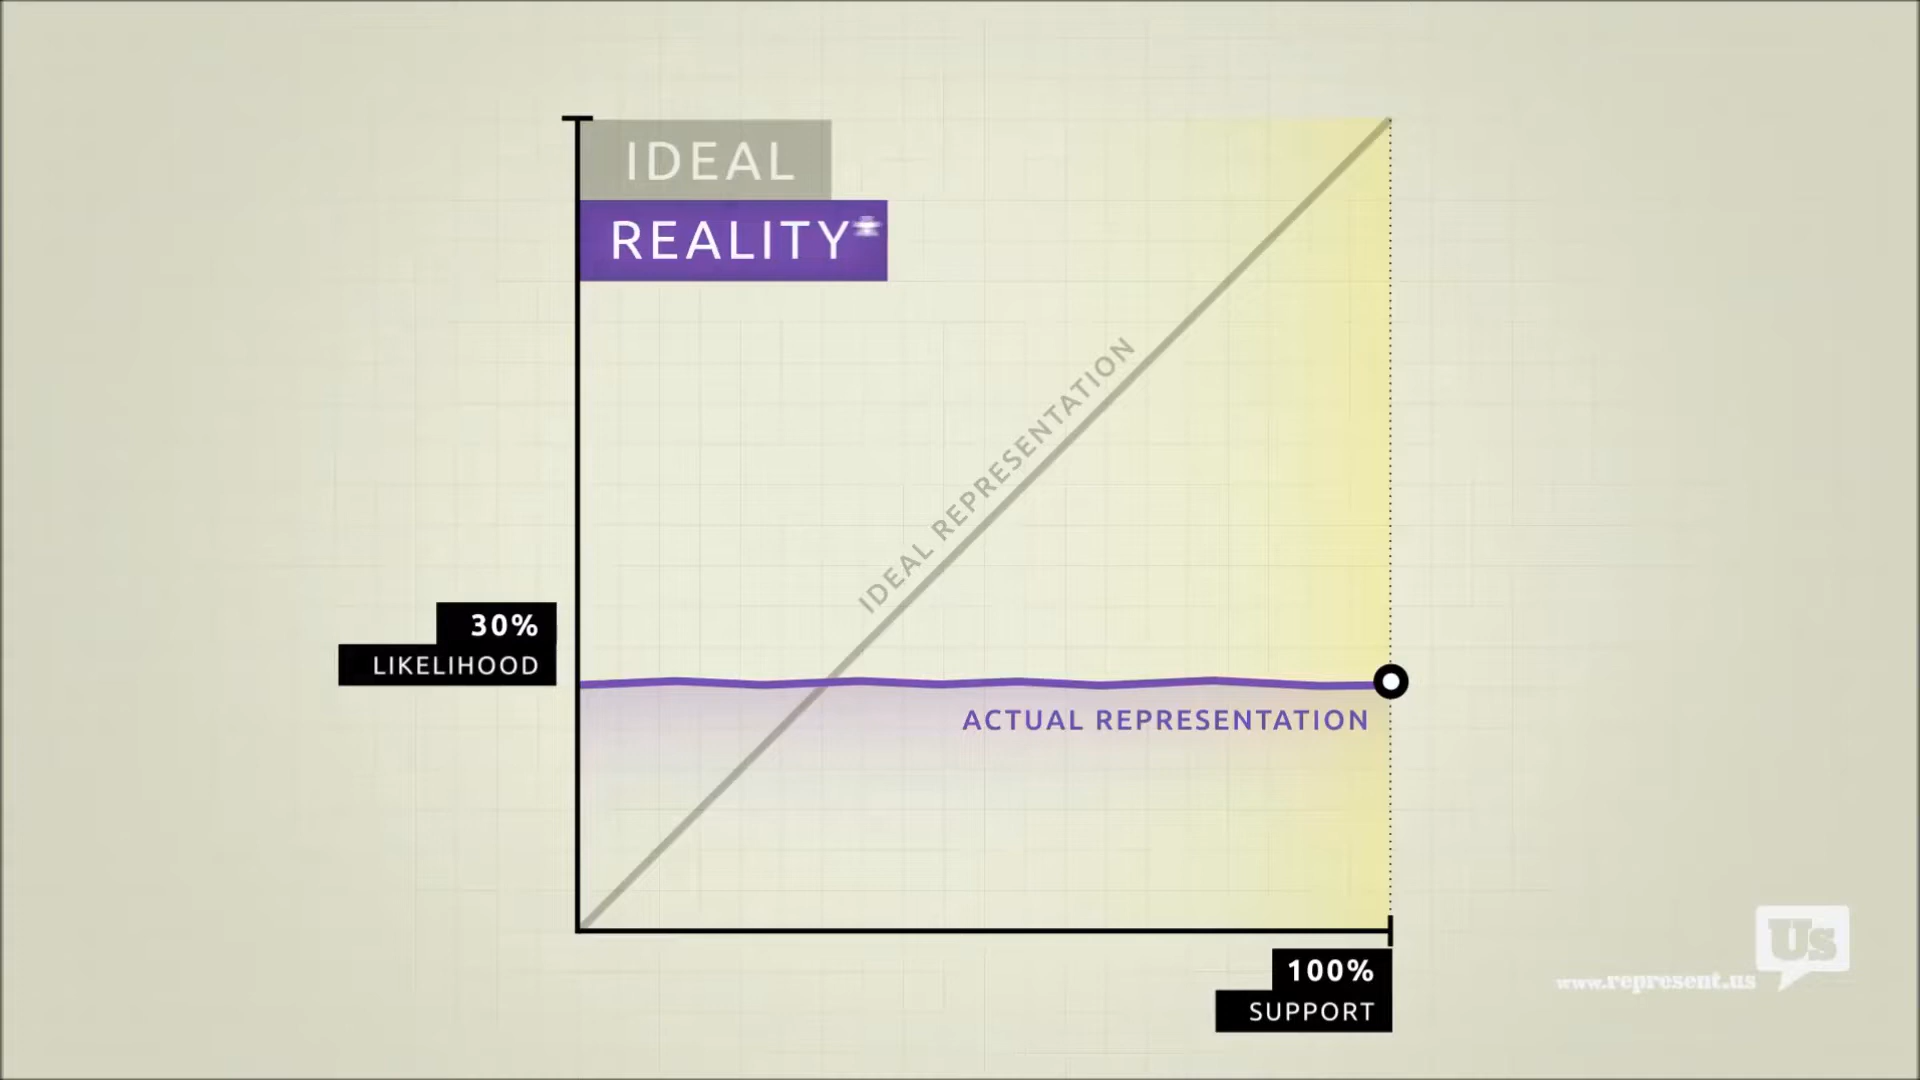 IDEAL
REALITY*
IDEAL REPRESENTATION
30%
LIKELIHOOD
ACTUAL REPRESENTATION
100%
SUPPORT
Us
www.represent.us